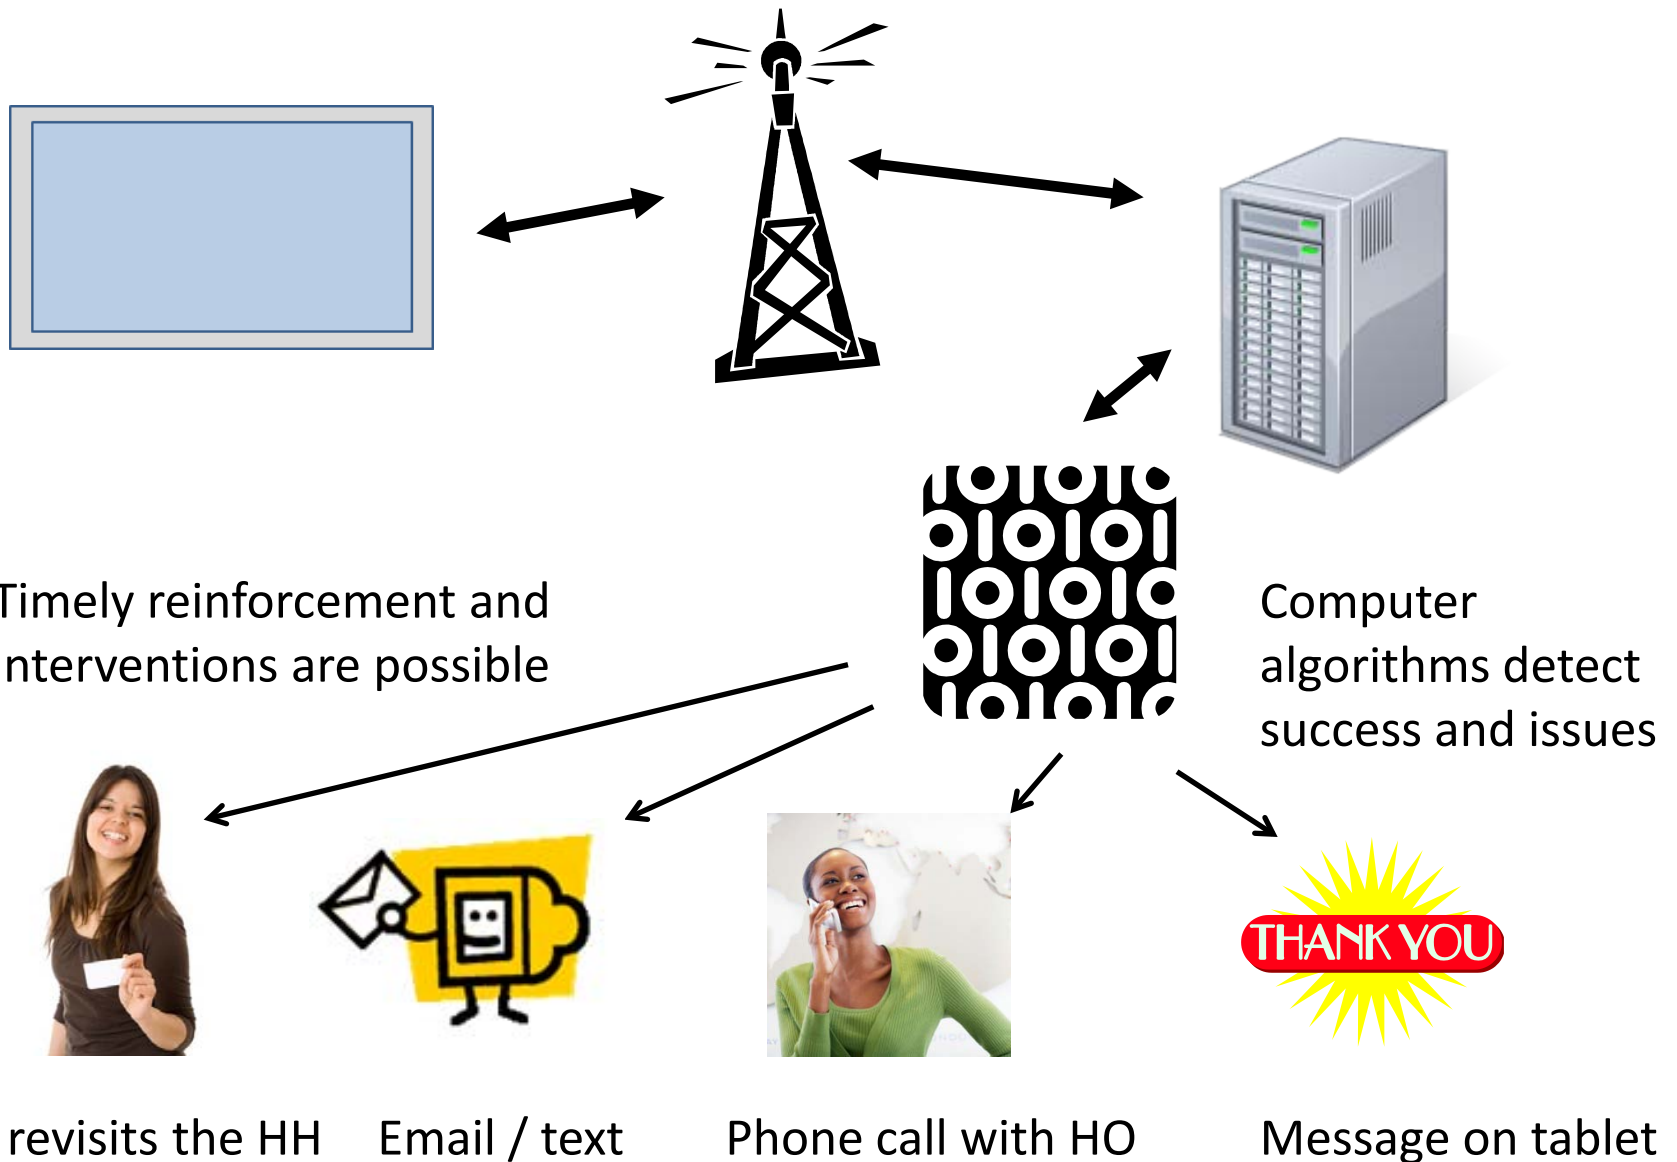 Timely reinforcement and
nterventions are possible
Computer
algorithms detect
success and issues
THANK YOU
revisits the HH
Email / text
Phone call with HO
Message on tablet